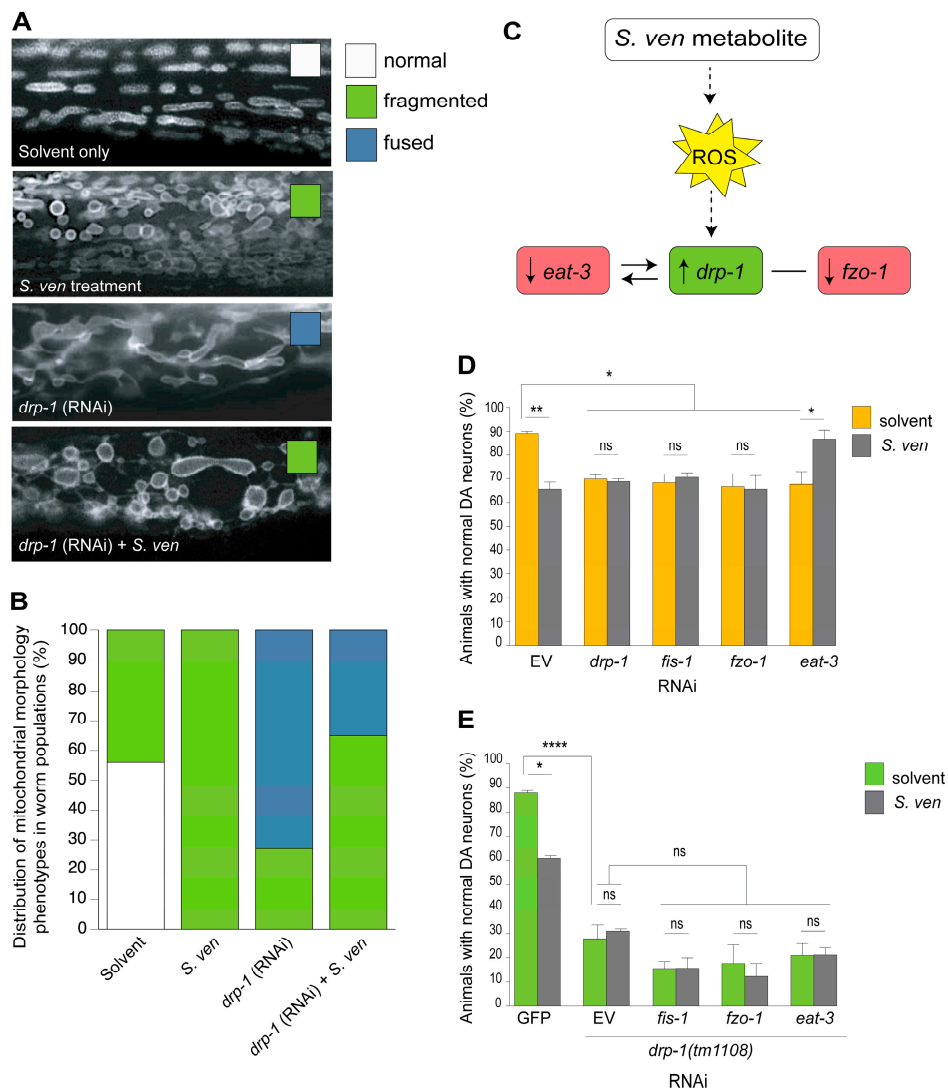 A
normal
fragmented
fused
Solvent only
S. ven treatment
drp-1 (RNAi)
drp-1 (RNAi) + S. ven
B
Distribution of mitochondrial morphology
phenotypes in worm populations (%)
100
90
80
70
60
50
40
30
20
10
0
Solvent
S. ven
drp-1 (RNAi)
drp-1 (RNAi) + S. ven
C
S. ven metabolite
ROS
↓ eat-3
↑ drp-1
↓ fzo-1
D
Animals with normal DA neurons (%)
100
90
80
70
60
50
40
30
20
10
0
*
**
ns
ns
ns
*
solvent
S. ven
EV
drp-1
fis-1
fzo-1
eat-3
RNAi
E
Animals with normal DA neurons (%)
100
90
80
70
60
50
40
30
20
10
0
****
*
ns
ns
ns
ns
ns
solvent
S. ven
GFP
EV
fis-1
fzo-1
eat-3
drp-1(tm1108)
RNAi